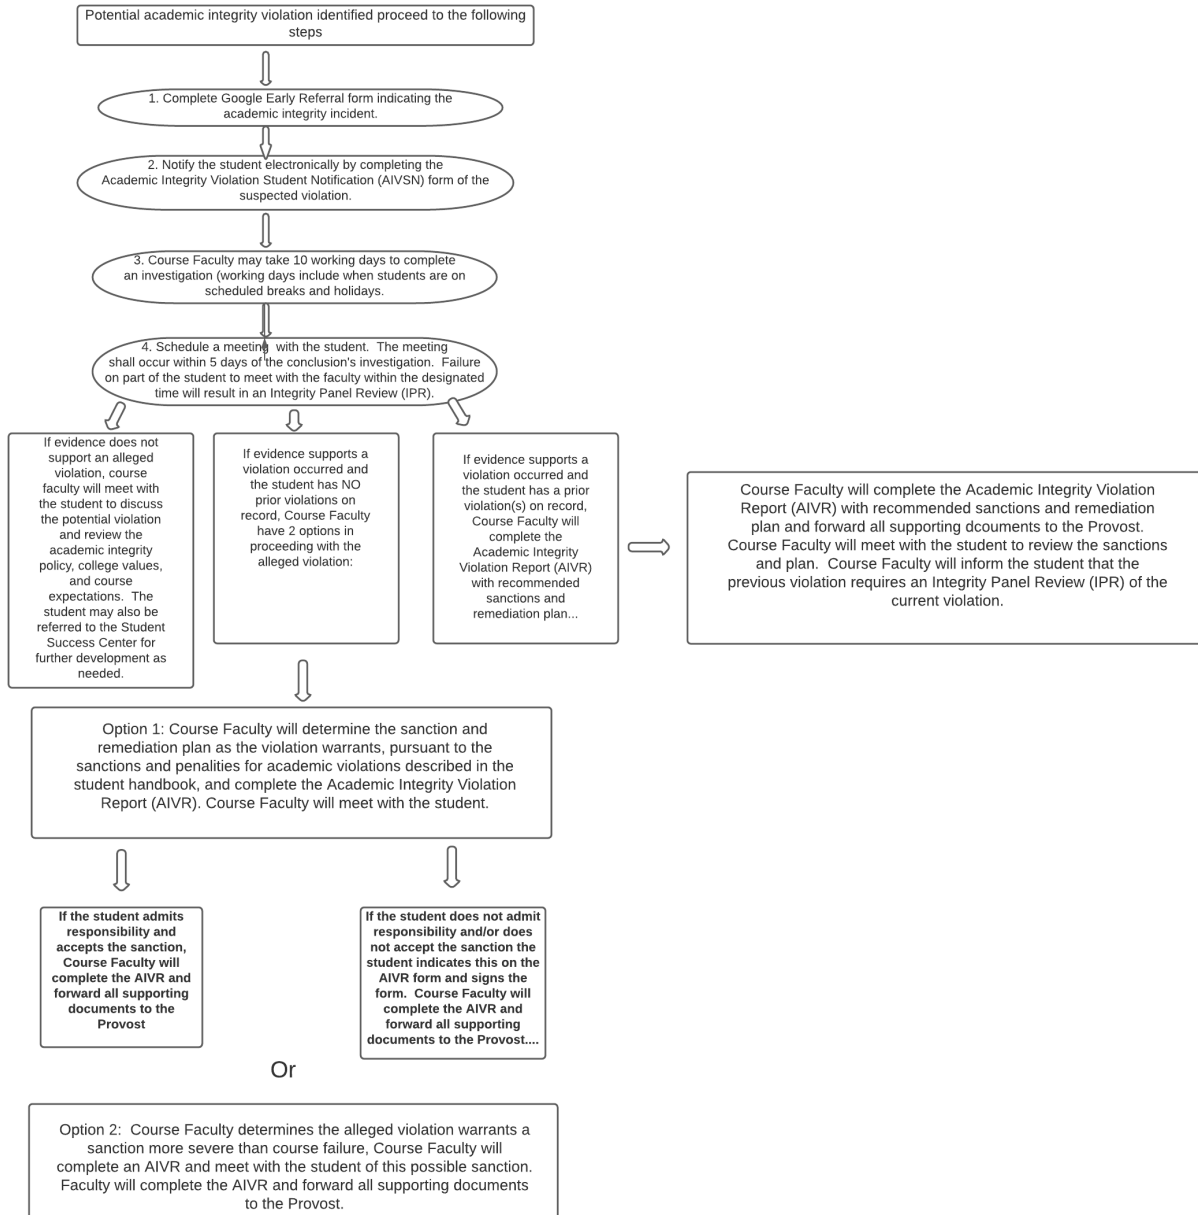 Potential academic integrity violation identified proceed to the following
steps
1. Complete Google Early Referral form indicating the
academic integrity incident.
2. Notify the student electronically by completing the
Academic Integrity Violation Student Notification (AIVSN) form of the
suspected violation.
3. Course Faculty may take 10 working days to complete
an investigation (working days include when students are on
scheduled breaks and holidays.
4. Schedule a meeting  with the student.  The meeting
shall occur within 5 days of the conclusion's investigation.  Failure
on part of the student to meet with the faculty within the designated
time will result in an Integrity Panel Review (IPR).
If evidence does not
support an alleged
violation, course
faculty will meet with
the student to discuss
the potential violation
and review the
academic integrity
policy, college values,
and course
expectations.  The
student may also be
referred to the Student
Success Center for
further development as
needed.
If evidence supports a
violation occurred and
the student has NO
prior violations on
record, Course Faculty
have 2 options in
proceeding with the
alleged violation:
If evidence supports a
violation occurred and
the student has a prior
violation(s) on record,
Course Faculty will
complete the
Academic Integrity
Violation Report (AIVR)
with recommended
sanctions and
remediation plan...
Course Faculty will complete the Academic Integrity Violation
Report (AIVR) with recommended sanctions and remediation
plan and forward all supporting dcouments to the Provost.
Course Faculty will meet with the student to review the sanctions
and plan.  Course Faculty will inform the student that the
previous violation requires an Integrity Panel Review (IPR) of the
current violation.
Option 1: Course Faculty will determine the sanction and
remediation plan as the violation warrants, pursuant to the
sanctions and penalities for academic violations described in the
student handbook, and complete the Academic Integrity Violation
Report (AIVR). Course Faculty will meet with the student.
If the student admits
responsibility and
accepts the sanction,
Course Faculty will
complete the AIVR and
forward all supporting
documents to the
Provost
If the student does not admit
responsibility and/or does
not accept the sanction the
student indicates this on the
AIVR form and signs the
form.  Course Faculty will
complete the AIVR and
forward all supporting
documents to the Provost....
Or
Option 2:  Course Faculty determines the alleged violation warrants a
sanction more severe than course failure, Course Faculty will
complete an AIVR and meet with the student of this possible sanction.
Faculty will complete the AIVR and forward all supporting documents
to the Provost.